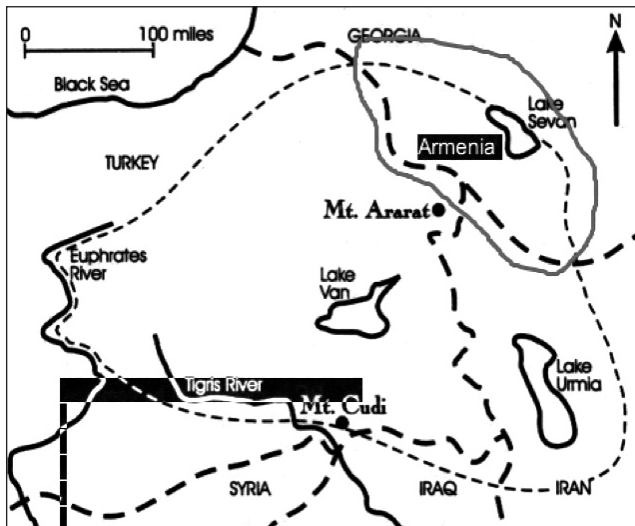 GEORGIA
N
0
100 miles
Black Sea
Lake
Sevan
Armenia
TURKEY
Mt. Ararat
Euphrates
River
Lake
Van
Tigris River
Lake
Urmia
Mt. Cudi
SYRIA
IRAQ
IRAN